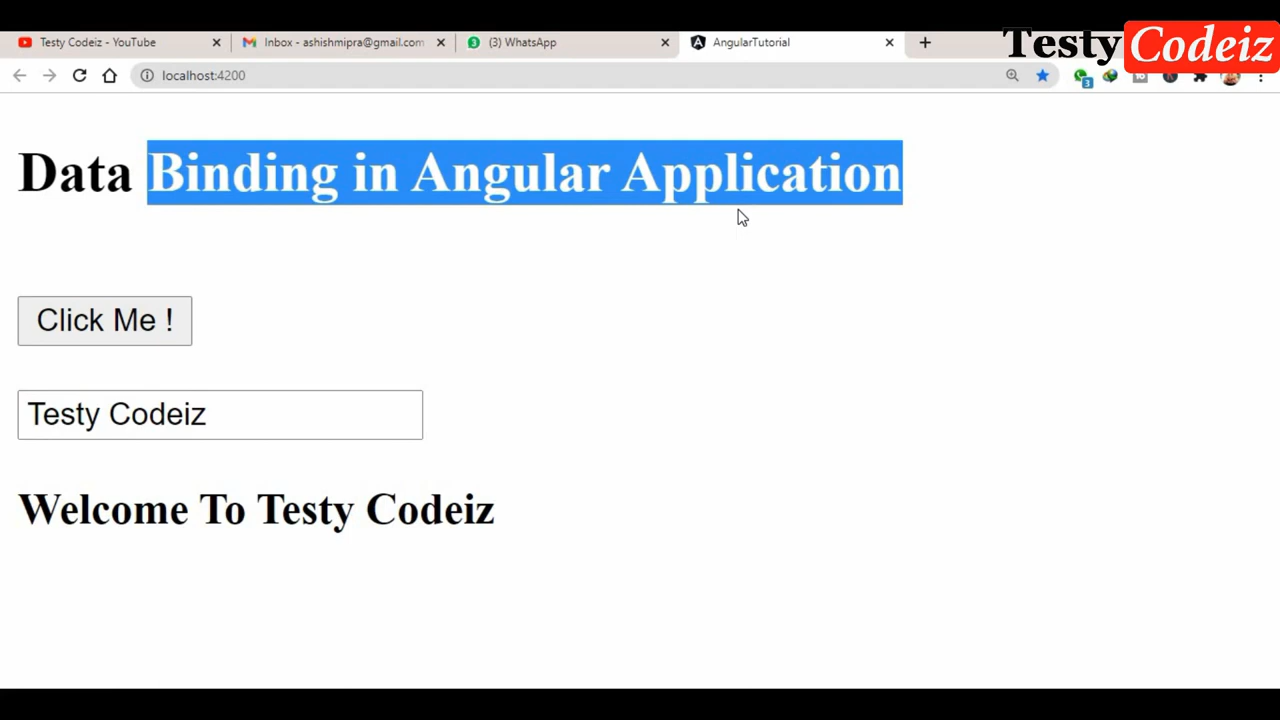 Testy Codeiz - YouTube
Inbox - ashishmipra@gmail.com
(3) WhatsApp
AngularTutorial
Testy Codeiz
localhost:4200
3
Data Binding in Angular Application
Click Me !
Testy Codeiz
Welcome To Testy Codeiz